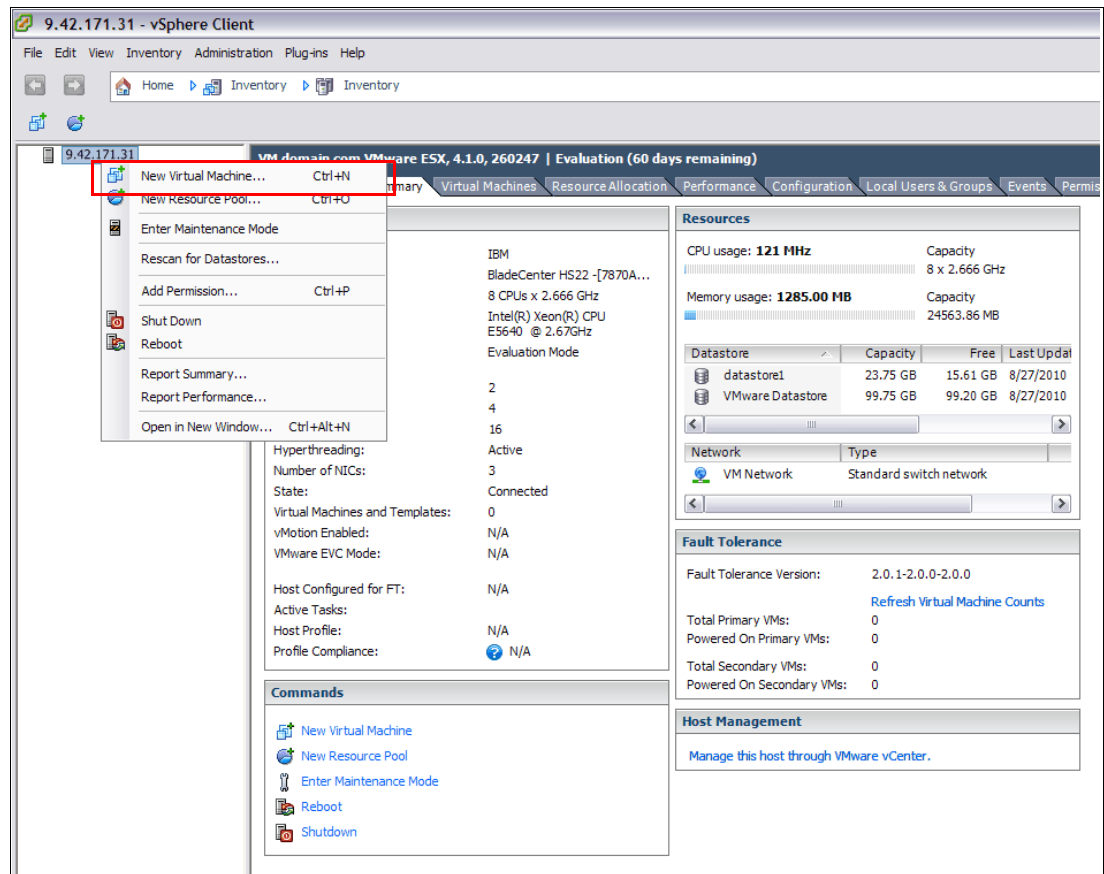 9.42.171.31 - vSphere Client
File Edit View Inventory Administration Plug-ins Help
Home Inventory Inventory
9.42.171.31
VM domain com VMware ESX, 4.1.0, 260247 | Evaluation (60 days remaining)
mmary Virtual Machines Resource Allocation Performance Configuration Local Users & Groups Events Permis
New Virtual Machine... Ctrl+N
New Resource Pool... Ctrl+O
Enter Maintenance Mode
Rescan for Datastores...
Add Permission... Ctrl+P
Shut Down
Reboot
Report Summary...
Report Performance...
Open in New Window... Ctrl+Alt+N
IBM
BladeCenter HS22 -[7870A...
8 CPUs x 2.666 GHz
Intel(R) Xeon(R) CPU
E5640 @ 2.67GHz
Evaluation Mode
2
4
16
Hyperthreading: Active
Number of NICs: 3
State: Connected
Virtual Machines and Templates: 0
vMotion Enabled: N/A
VMware EVC Mode: N/A
Host Configured for FT: N/A
Active Tasks:
Host Profile: N/A
Profile Compliance: ? N/A
Commands
New Virtual Machine
New Resource Pool
Enter Maintenance Mode
Reboot
Shutdown
Resources
CPU usage: 121 MHz Capacity
8 x 2.666 GHz
Memory usage: 1285.00 MB Capacity
24563.86 MB
Datastore Capacity Free Last Updat
datastore1 23.75 GB 15.61 GB 8/27/2010
VMware Datastore 99.75 GB 99.20 GB 8/27/2010
Network Type
VM Network Standard switch network
Fault Tolerance
Fault Tolerance Version: 2.0.1-2.0.0-2.0.0
Refresh Virtual Machine Counts
Total Primary VMs: 0
Powered On Primary VMs: 0
Total Secondary VMs: 0
Powered On Secondary VMs: 0
Host Management
Manage this host through VMware vCenter.